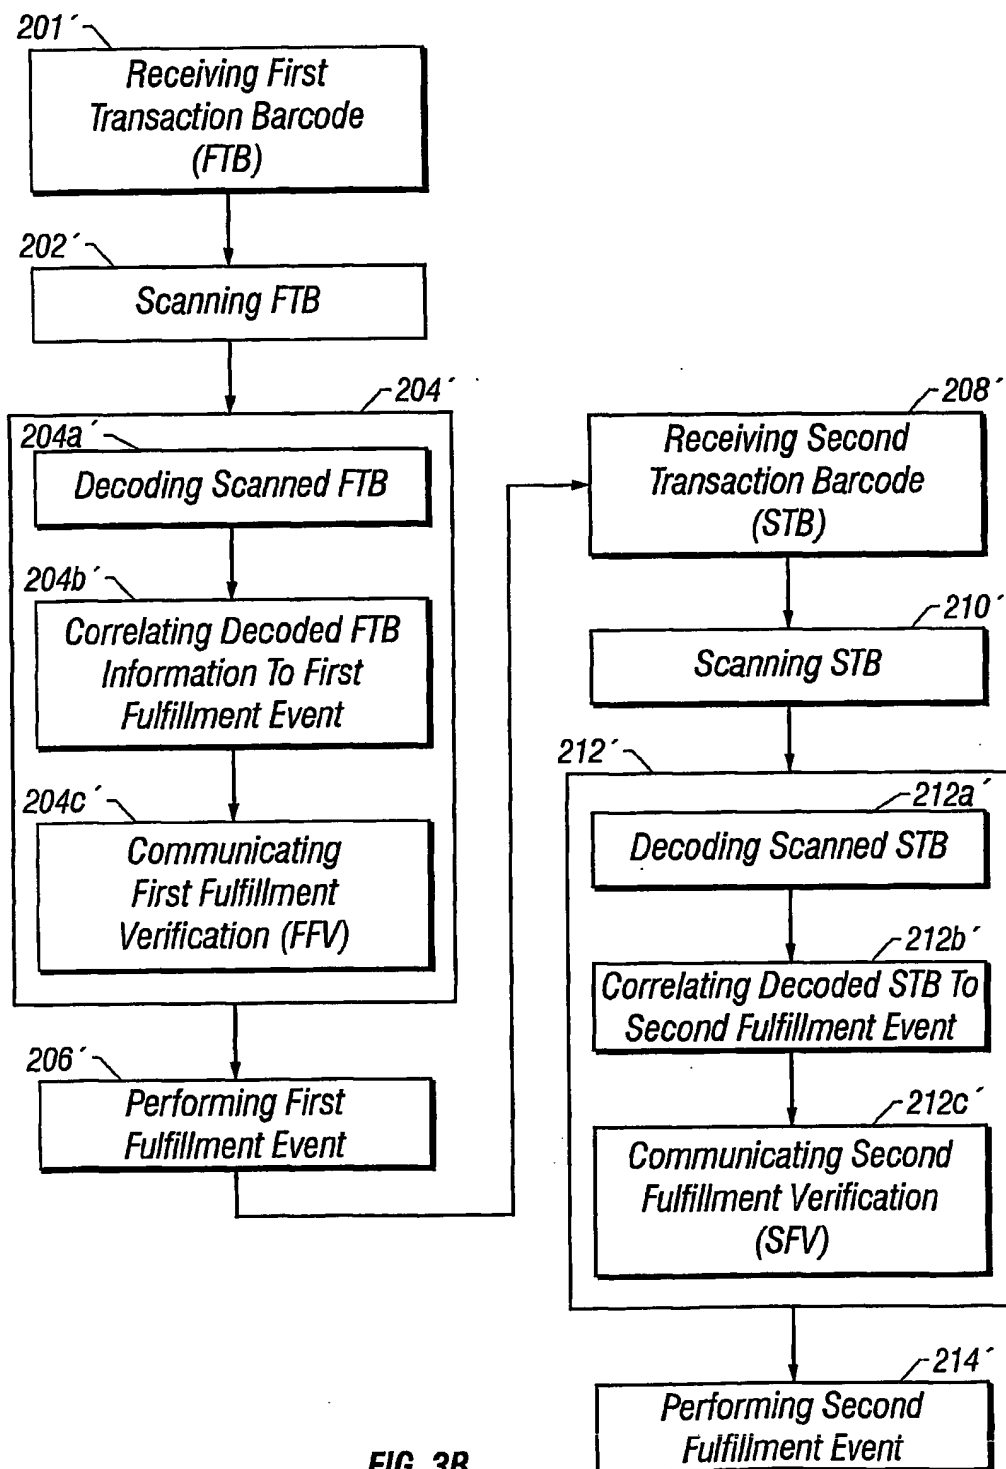 201´
Receiving First
Transaction Barcode
(FTB)
202´
Scanning FTB
204´
204a´
Decoding Scanned FTB
204b´
Correlating Decoded FTB
Information To First
Fulfillment Event
204c´
Communicating
First Fulfillment
Verification (FFV)
206´
Performing First
Fulfillment Event
208´
Receiving Second
Transaction Barcode
(STB)
210´
Scanning STB
212´
212a´
Decoding Scanned STB
212b´
Correlating Decoded STB To
Second Fulfillment Event
212c´
Communicating Second
Fulfillment Verification
(SFV)
214´
Performing Second
Fulfillment Event
FIG. 3B